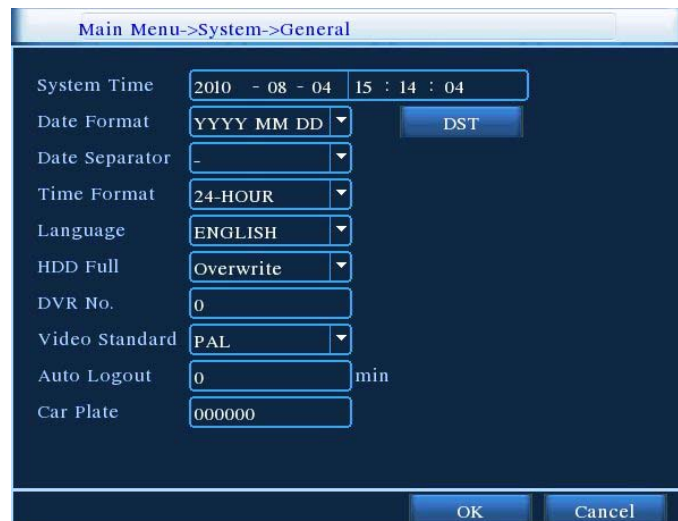 Main Menu->System->General
System Time 2010 - 08 - 04 15 : 14 : 04
Date Format YYYY MM DD DST
Date Separator -
Time Format 24-HOUR
Language ENGLISH
HDD Full Overwrite
DVR No. 0
Video Standard PAL
Auto Logout 0 min
Car Plate 000000
OK Cancel